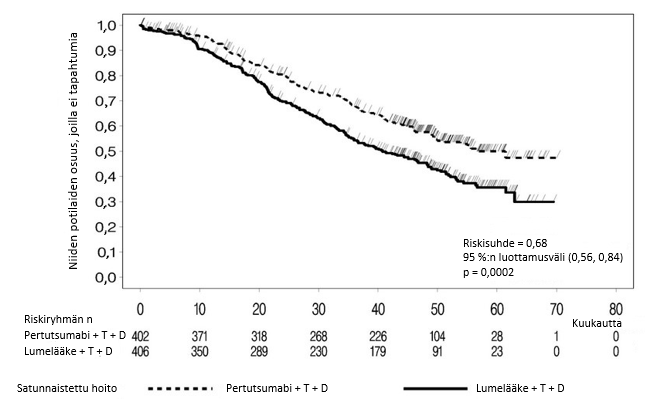 Niiden potilaiden osuus, joilla ei tapahtumia
1,0
0,9
0,8
0,7
0,6
0,5
0,4
0,3
0,2
0,1
0,0
Riskisuhde = 0,68
95 %:n luottamusväli (0,56, 0,84)
p = 0,0002
0 10 20 30 40 50 60 70 80
Kuukautta
Riskiryhmän n
Pertutsumabi + T + D 402 371 318 268 226 104 28 1 0
Lumelääke + T + D 406 350 289 230 179 91 23 0 0
Satunnaistettu hoito Pertutsumabi + T + D Lumelääke + T + D